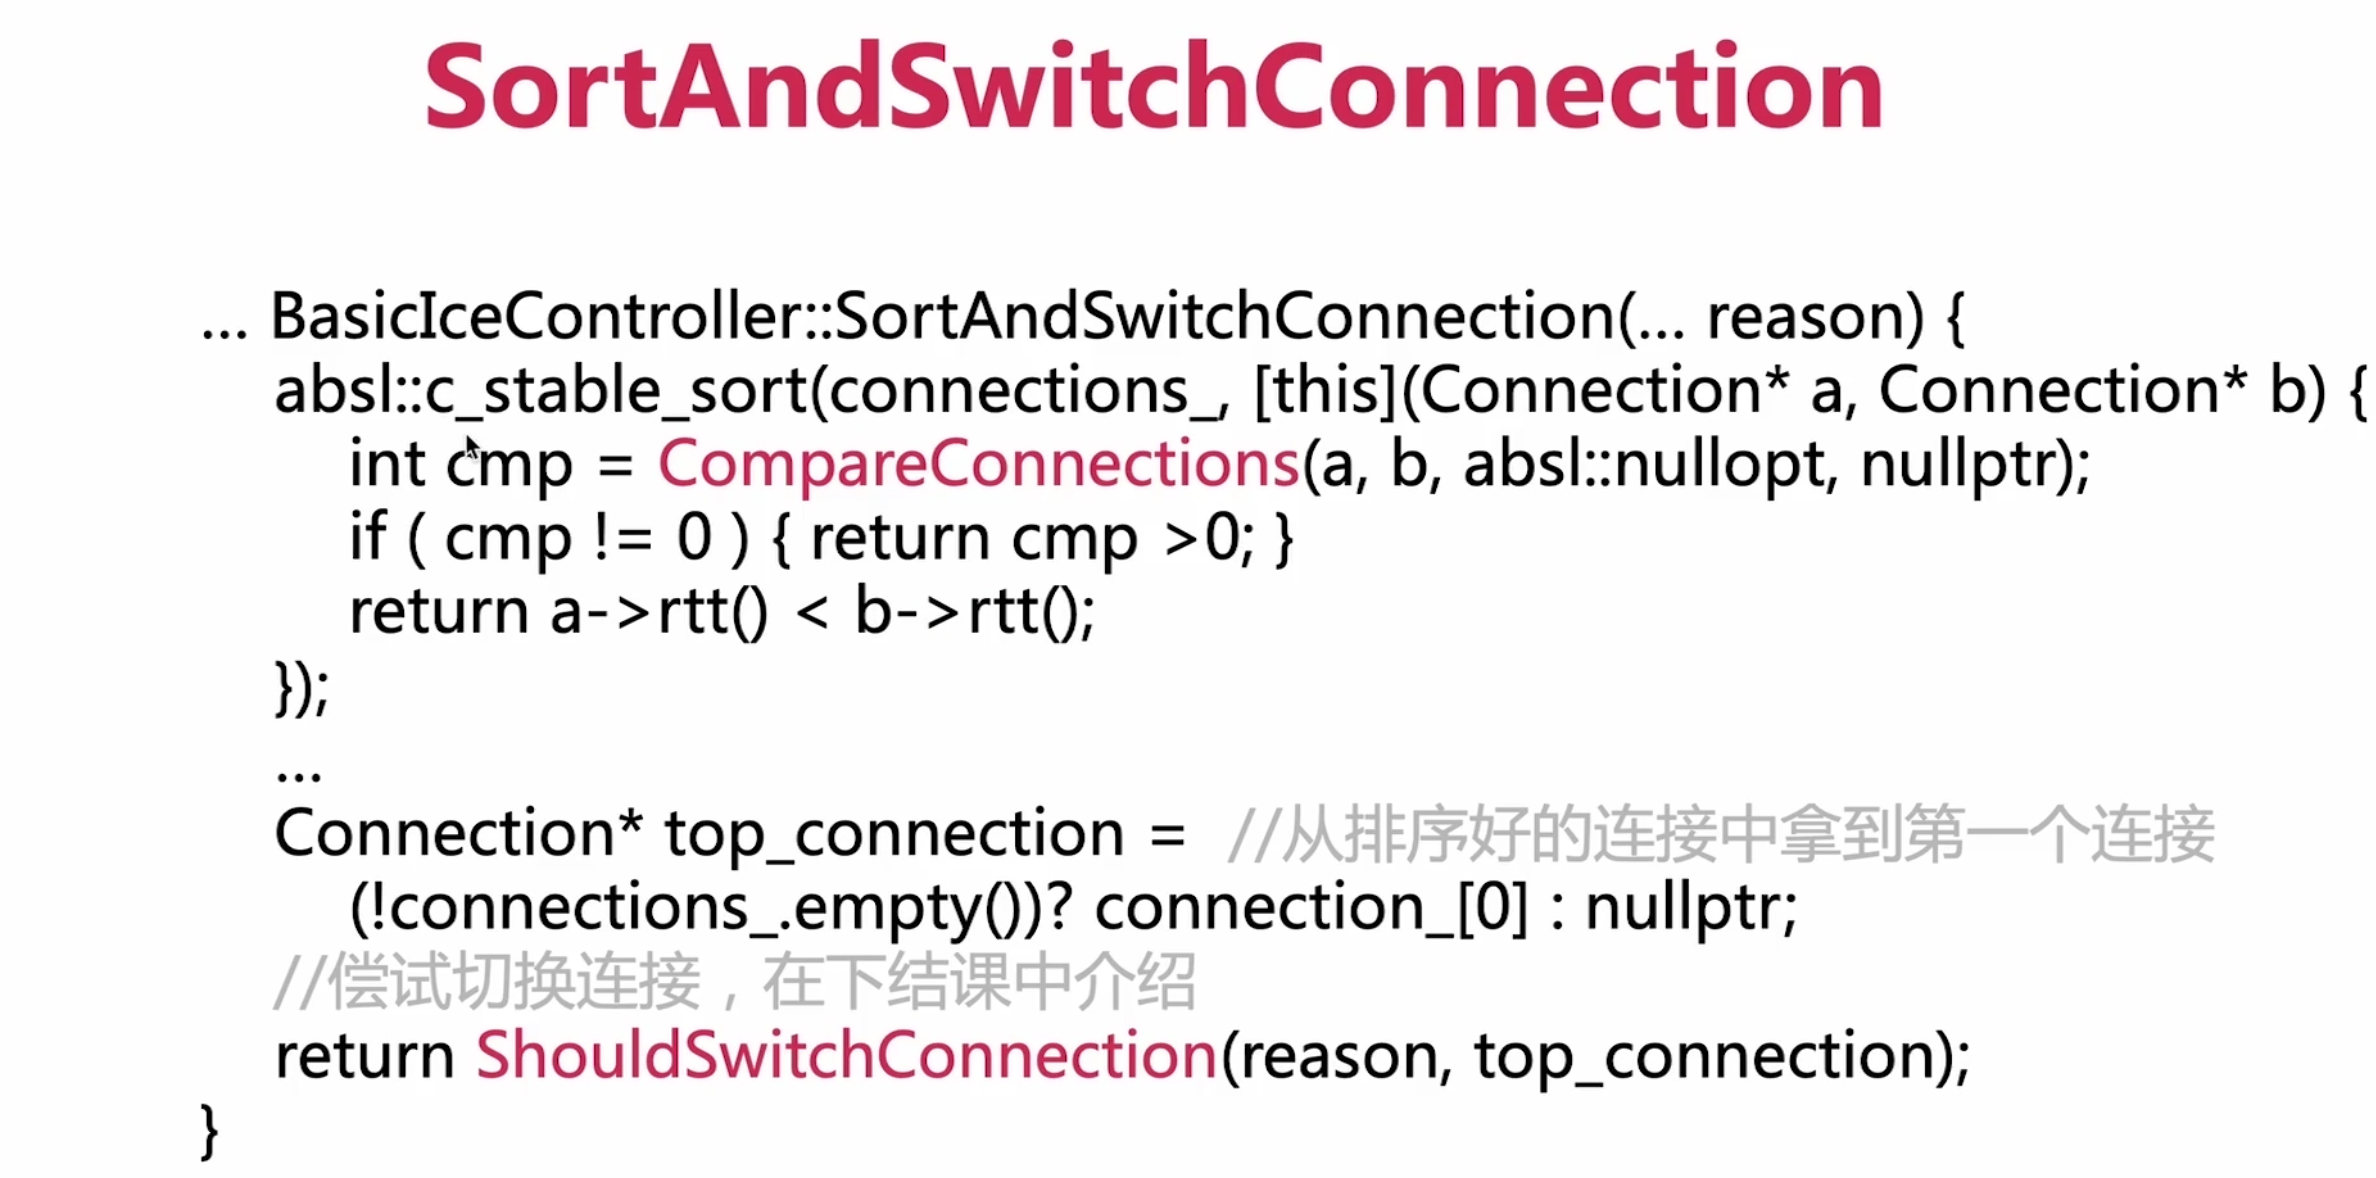 SortAndSwitchConnection
... BasicIceController::SortAndSwitchConnection(... reason) {
absl::c_stable_sort(connections_, [this](Connection* a, Connection* b) {
int cmp = CompareConnections(a, b, absl::nullopt, nullptr);
if ( cmp != 0 ) { return cmp >0; }
return a->rtt() < b->rtt();
});
...
Connection* top_connection = //从排序好的连接中拿到第一个连接
(!connections_.empty())? connection_[0] : nullptr;
//偿试切换连接，在下结课中介绍
return ShouldSwitchConnection(reason, top_connection);
}